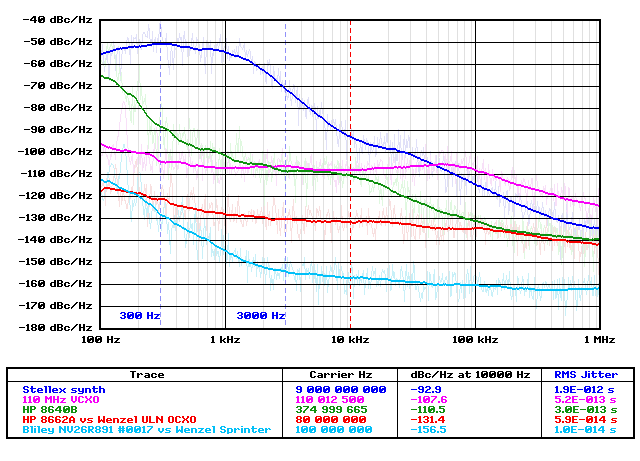 -40 dBc/Hz
-50 dBc/Hz
-60 dBc/Hz
-70 dBc/Hz
-80 dBc/Hz
-90 dBc/Hz
-100 dBc/Hz
-110 dBc/Hz
-120 dBc/Hz
-130 dBc/Hz
-140 dBc/Hz
-150 dBc/Hz
-160 dBc/Hz
-170 dBc/Hz
-180 dBc/Hz
300 Hz 3000 Hz
100 Hz 1 kHz 10 kHz 100 kHz 1 MHz
Trace Carrier Hz dBc/Hz at 10000 Hz RMS Jitter
Stellex synth 9 000 000 000 -92.9 1.9E-012 s
110 MHz VCXO 110 012 500 -107.6 5.2E-013 s
HP 8640B 374 999 665 -110.5 3.0E-013 s
HP 8662A vs Wenzel ULN OCXO 80 000 000 -131.4 5.9E-014 s
Bliley NV26R891 #0017 vs Wenzel Sprinter 100 000 000 -156.5 1.0E-014 s